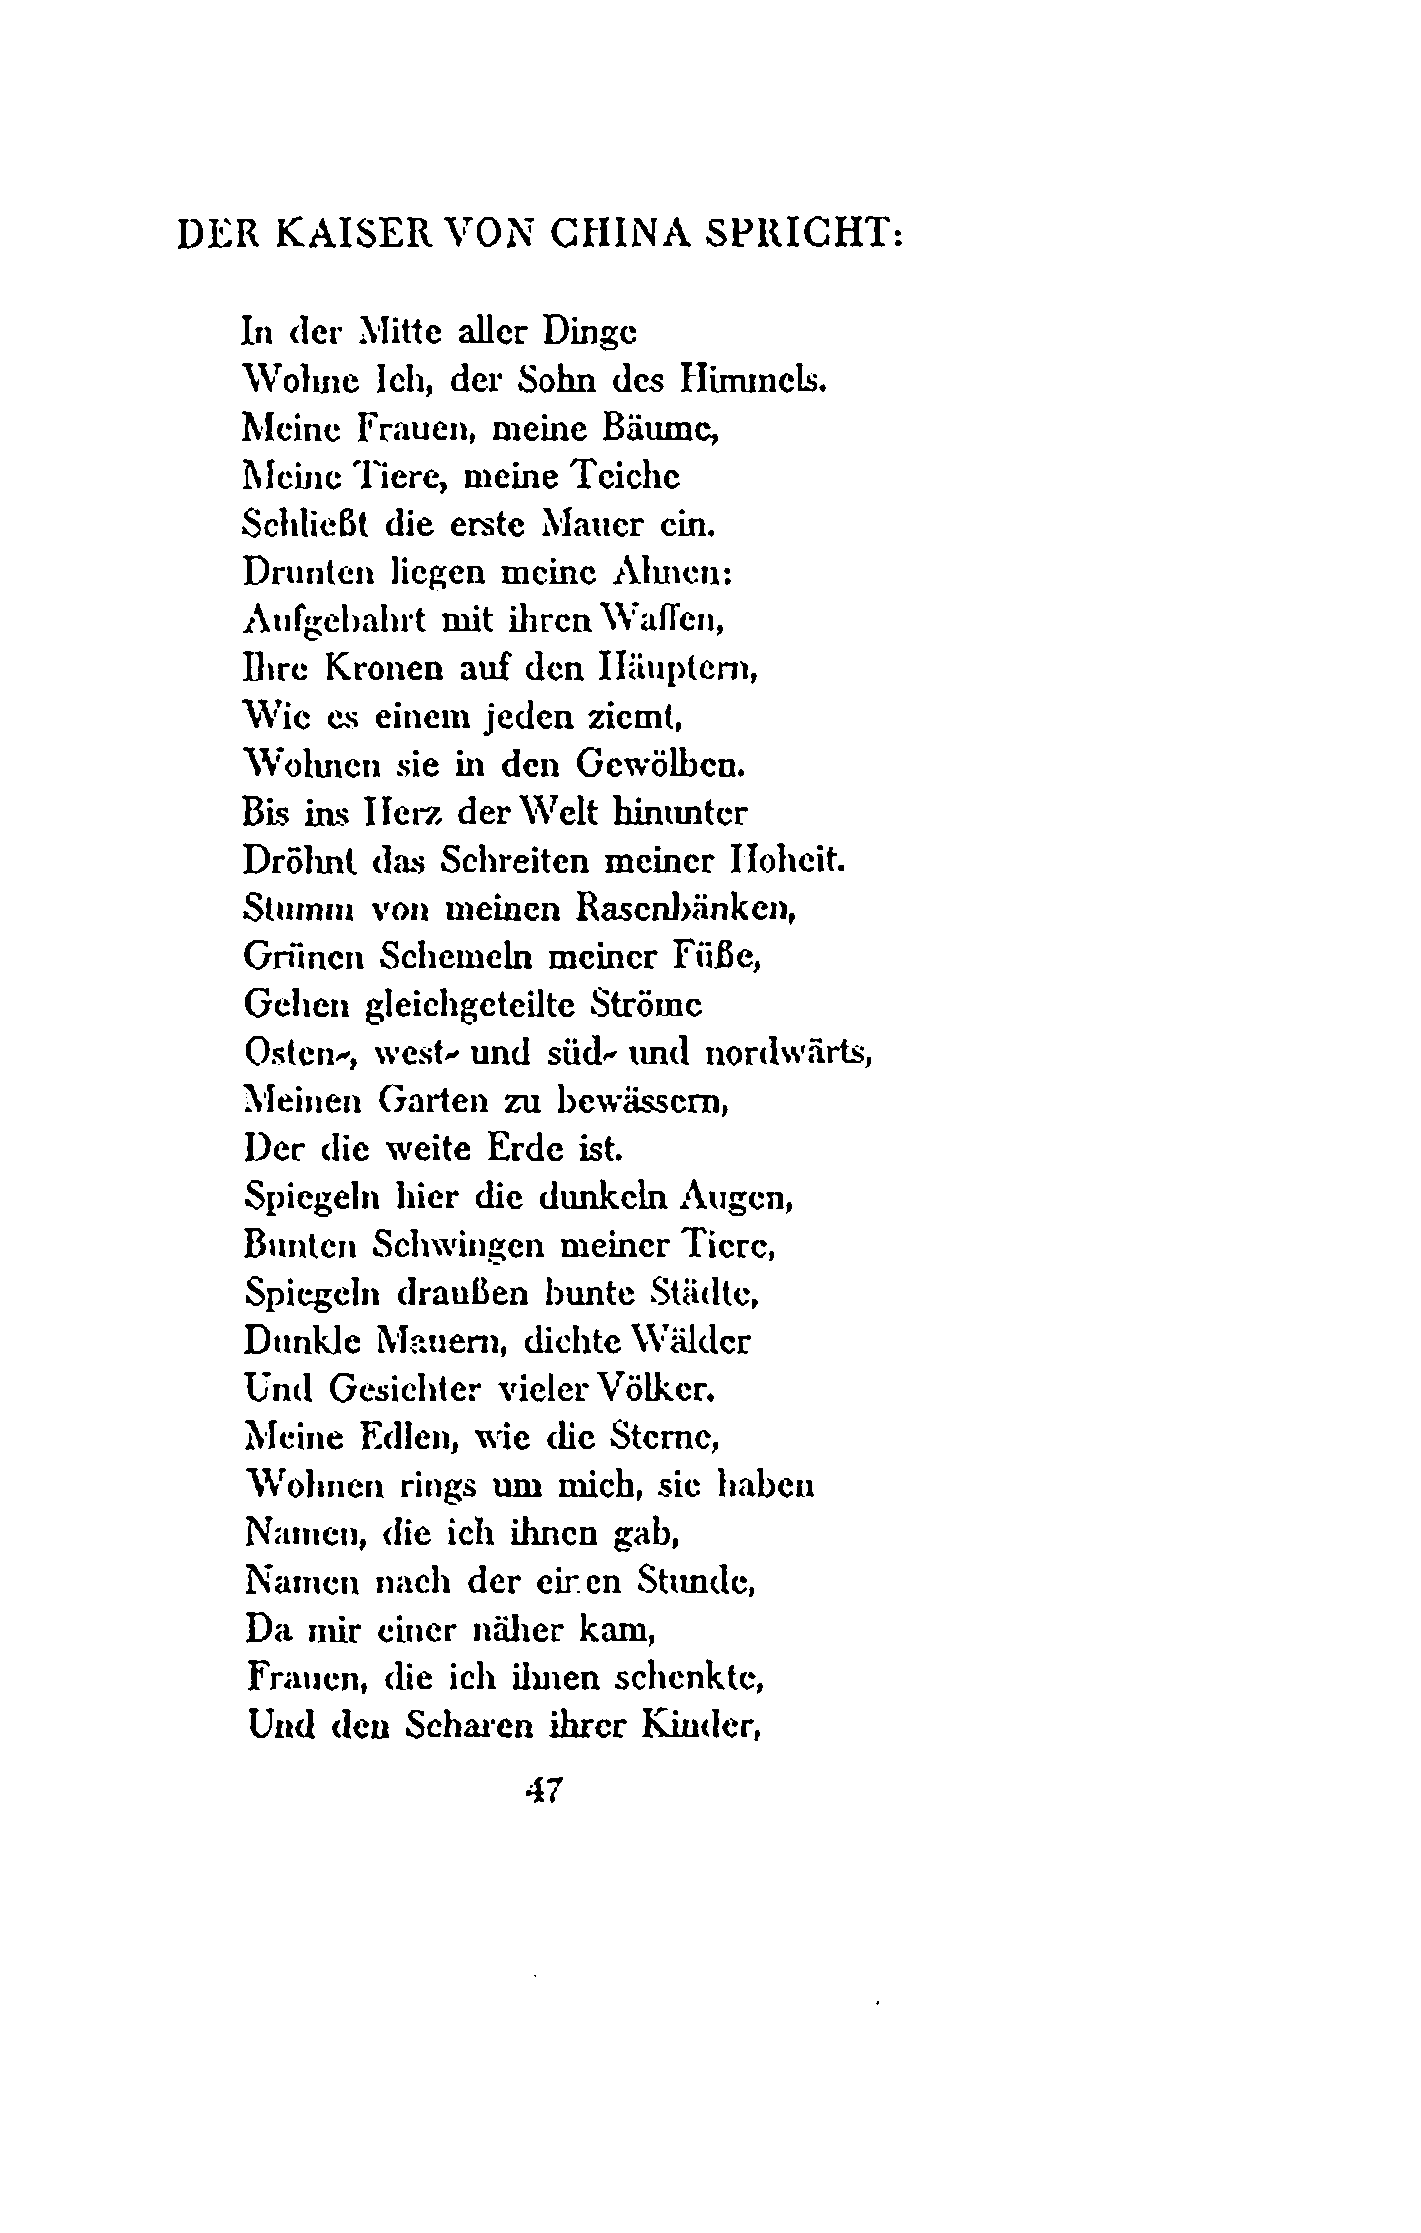 DER KAISER VON CHINA SPRICHT:
In der Mitte aller Dinge
Wohne Ich, der Sohn des Himmels.
Meine Frauen, meine Bäume,
Meine Tiere, meine Teiche
Schließt die erste Mauer ein.
Drunten liegen meine Ahnen:
Aufgebahrt mit ihren Waffen,
Ihre Kronen auf den Häuptern,
Wie es einem jeden ziemt,
Wohnen sie in den Gewölben.
Bis ins Herz der Welt hinunter
Dröhnt das Schreiten meiner Hoheit.
Stumm von meinen Rasenbänken,
Grünen Schemeln meiner Füße,
Gehen gleichgeteilte Ströme
Osten-, west- und süd- und nordwärts,
Meinen Garten zu bewässern,
Der die weite Erde ist.
Spiegeln hier die dunkeln Augen,
Bunten Schwingen meiner Tiere,
Spiegeln draußen bunte Städte,
Dunkle Mauern, dichte Wälder
Und Gesichter vieler Völker.
Meine Edlen, wie die Sterne,
Wohnen rings um mich, sie haben
Namen, die ich ihnen gab,
Namen nach der einen Stunde,
Da mir einer näher kam,
Frauen, die ich ihnen schenkte,
Und den Scharen ihrer Kinder,
47